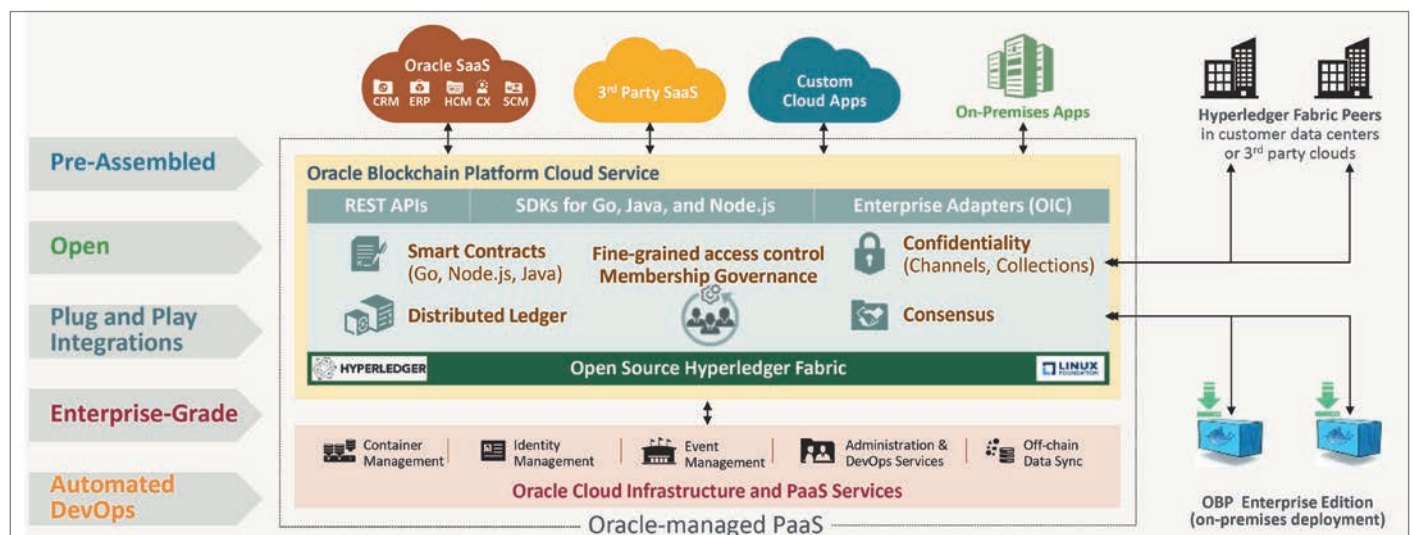 Oracle SaaS
CRM ERP HCM CX SCM
3rd Party SaaS
Custom
Cloud Apps
On-Premises Apps
Hyperledger Fabric Peers
in customer data centers
or 3rd party clouds
Pre-Assembled
Open
Plug and Play
Integrations
Enterprise-Grade
Automated
DevOps
Oracle Blockchain Platform Cloud Service
REST APIs
SDKs for Go, Java, and Node.js
Enterprise Adapters (OIC)
Smart Contracts
(Go, Node.js, Java)
Fine-grained access control
Membership Governance
Confidentiality
(Channels, Collections)
Distributed Ledger
Consensus
HYPERLEDGER
Open Source Hyperledger Fabric
LINUX
FOUNDATION
Container
Management
Identity
Management
Event
Management
Administration &
DevOps Services
Off-chain
Data Sync
Oracle Cloud Infrastructure and PaaS Services
Oracle-managed PaaS
OBP Enterprise Edition
(on-premises deployment)